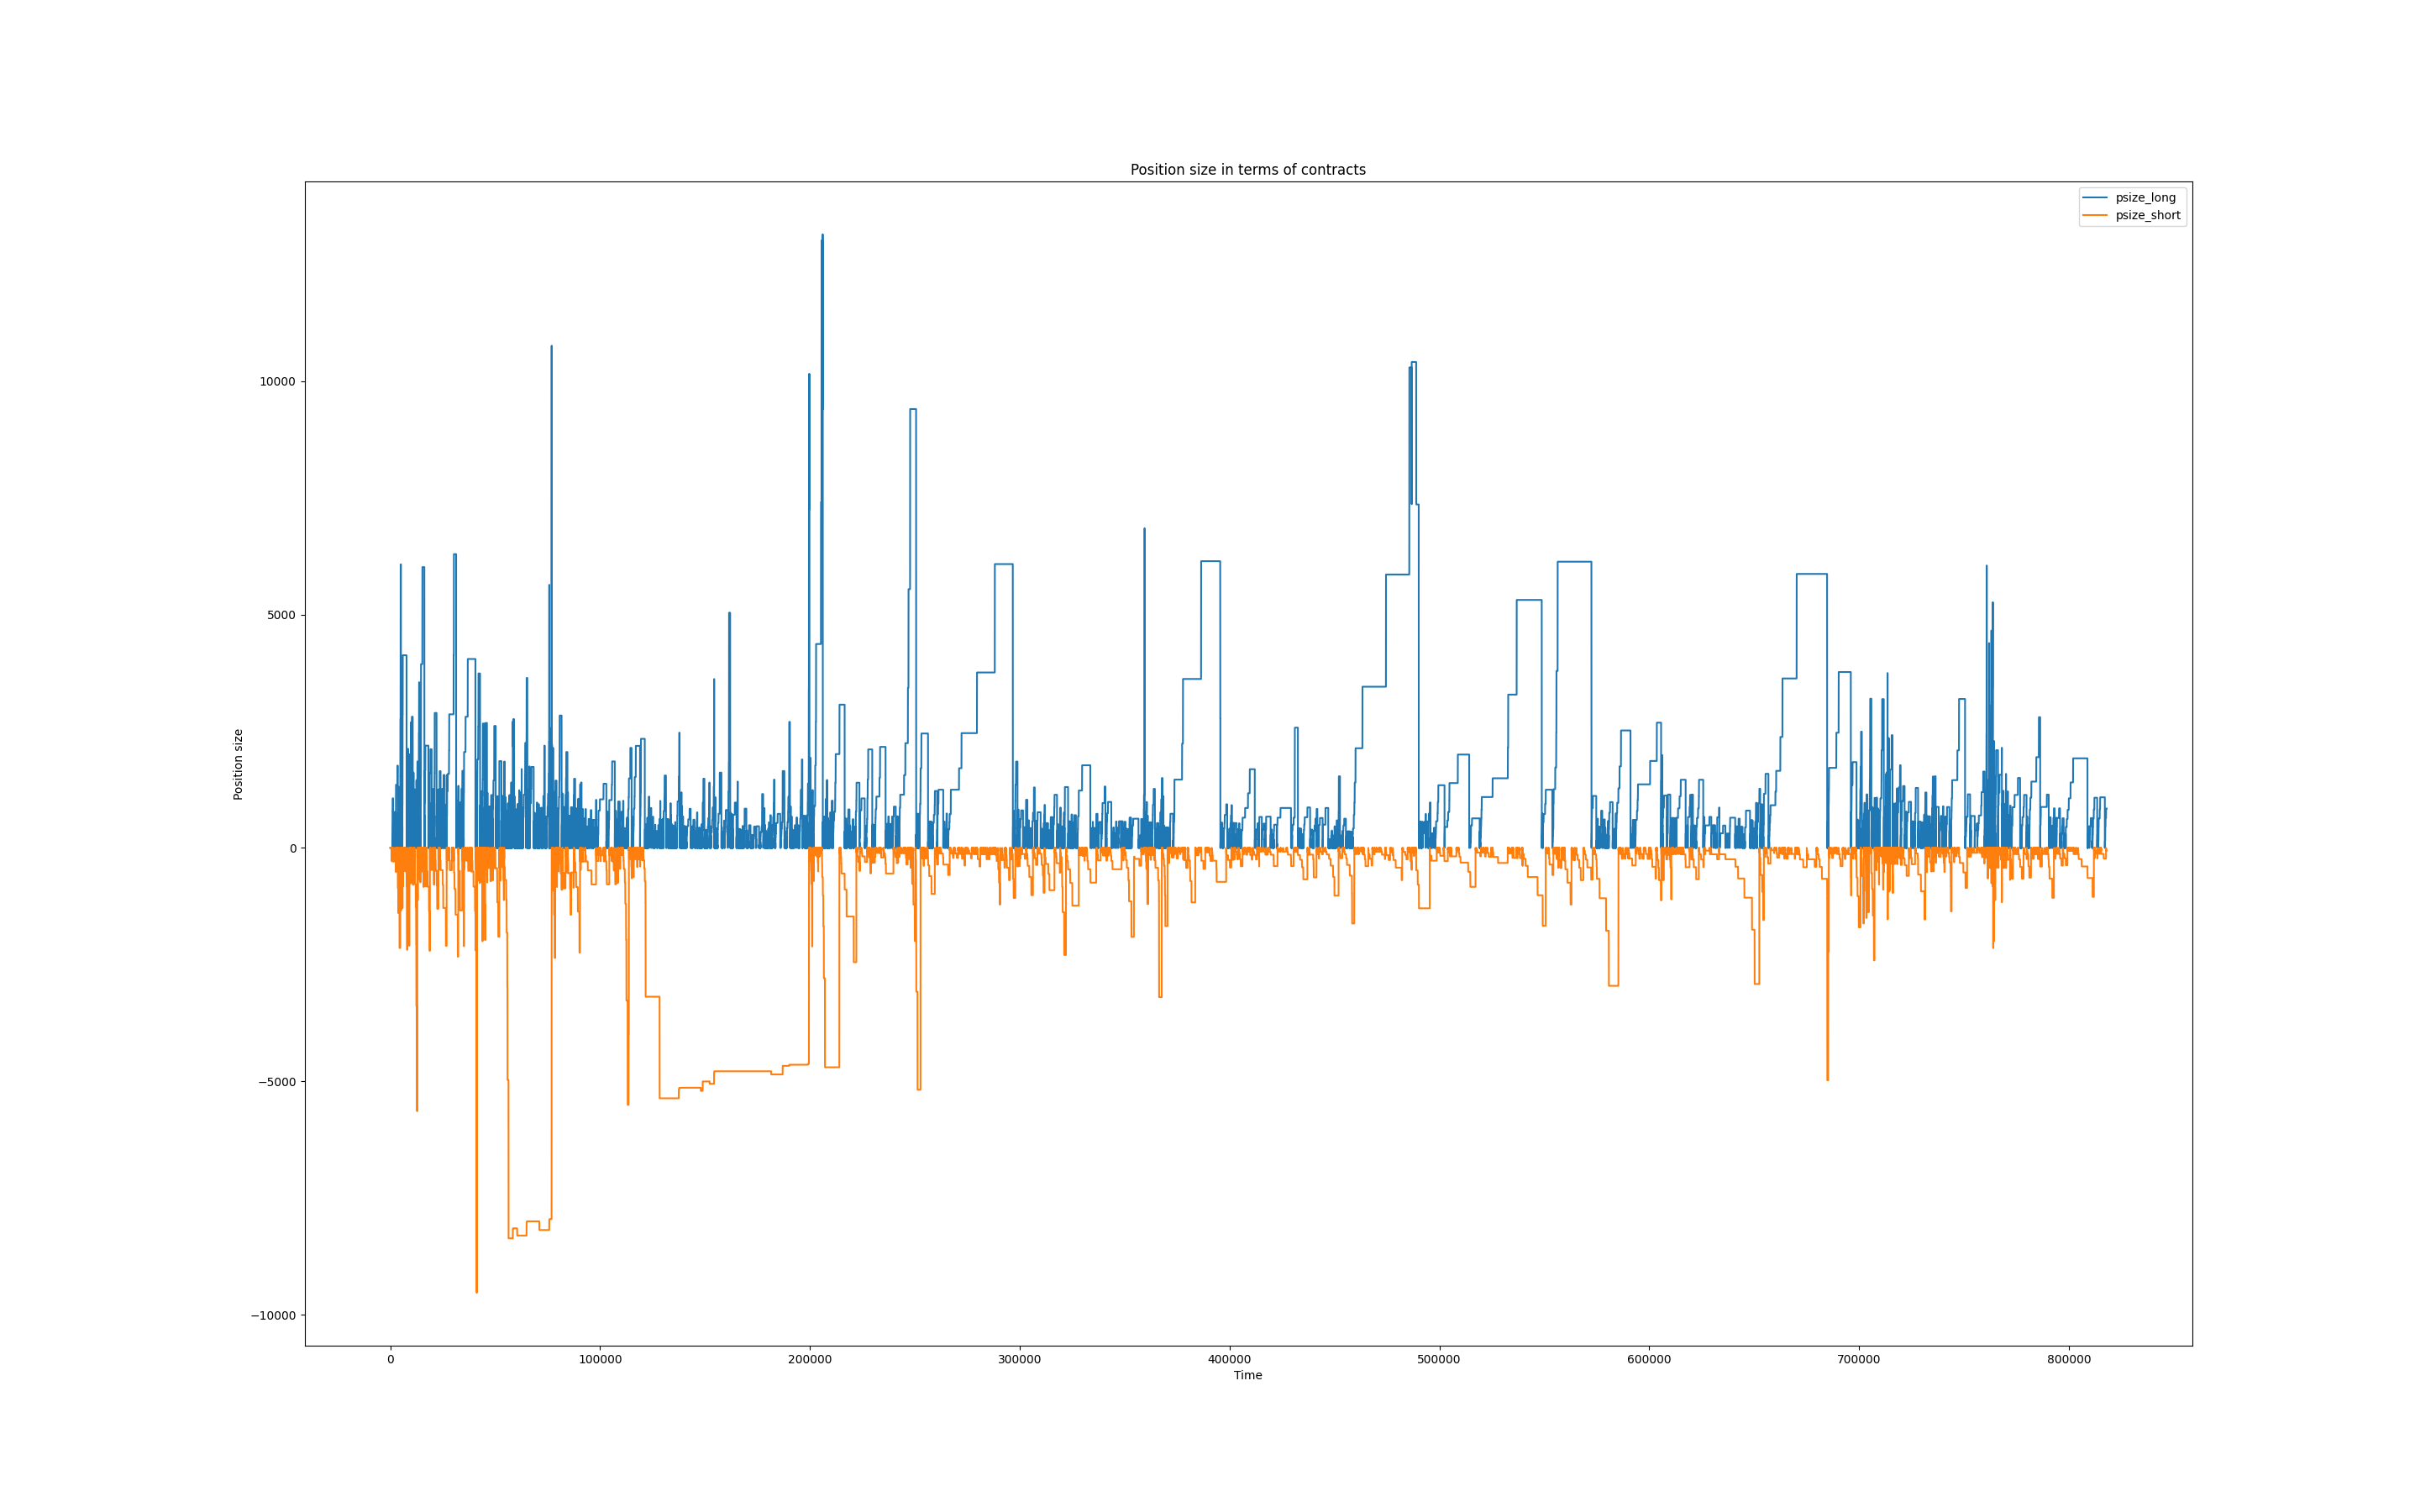 Position size in terms of contracts
psize_long
psize_short
10000
5000
0
−5000
−10000
Position size
0 100000 200000 300000 400000 500000 600000 700000 800000
Time